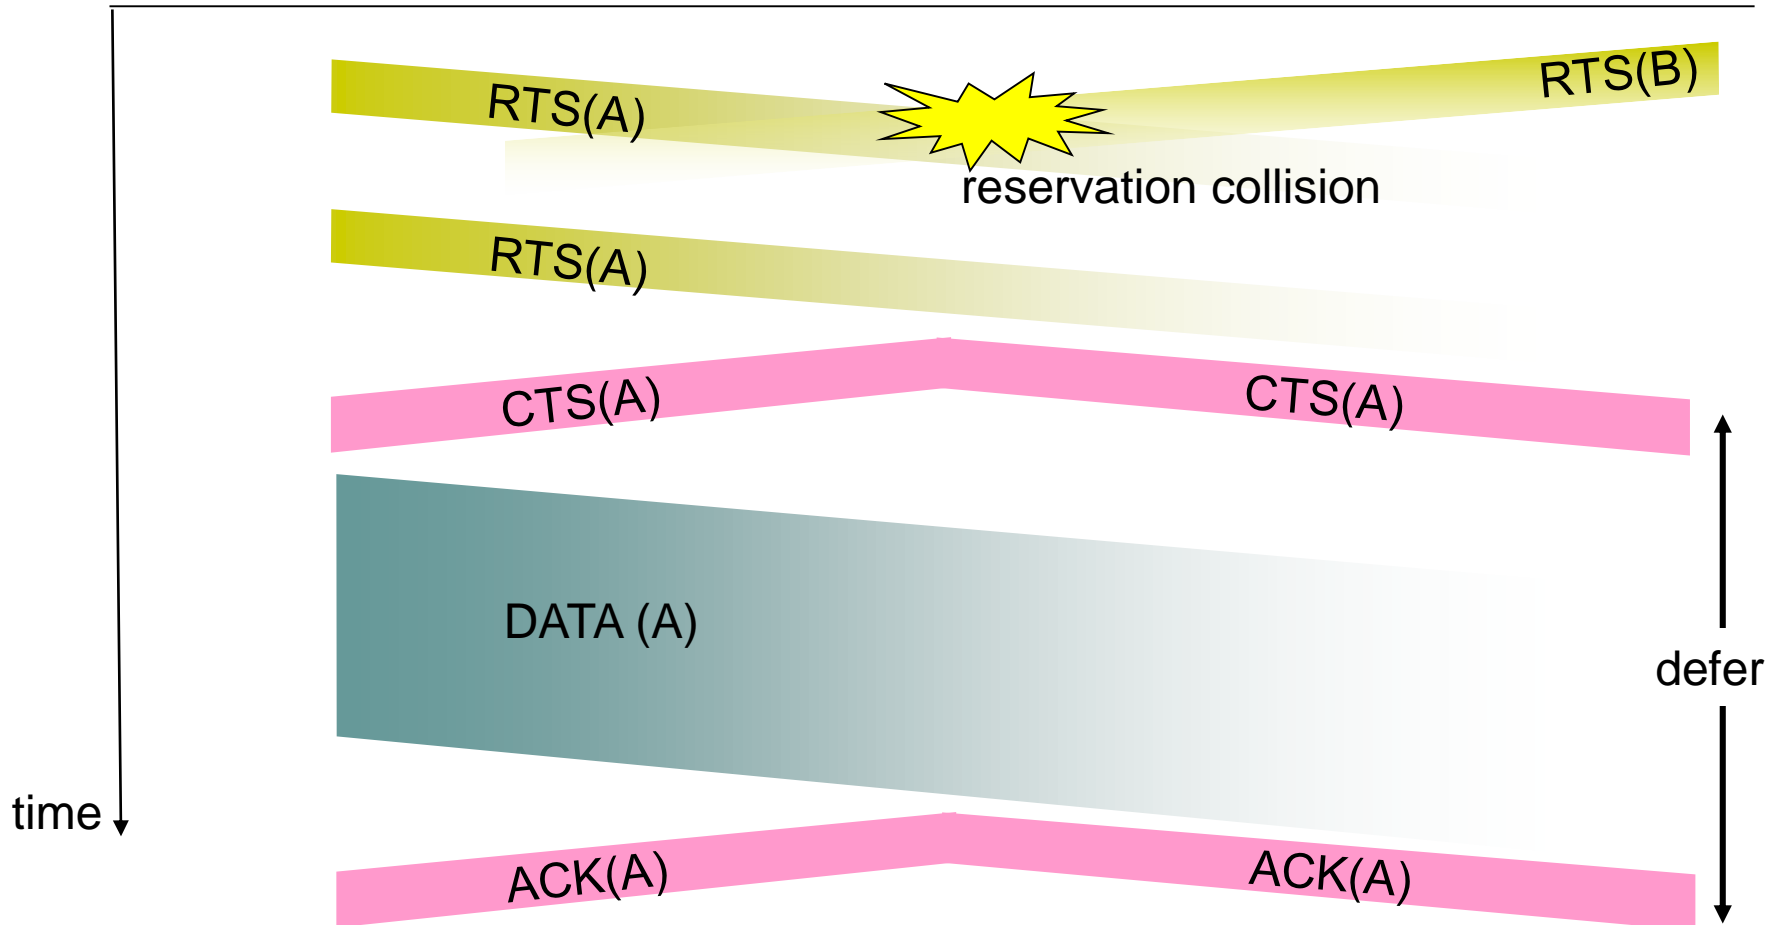 RTS(A)
RTS(B)
reservation collision
RTS(A)
CTS(A)
CTS(A)
DATA (A)
defer
time
ACK(A)
ACK(A)